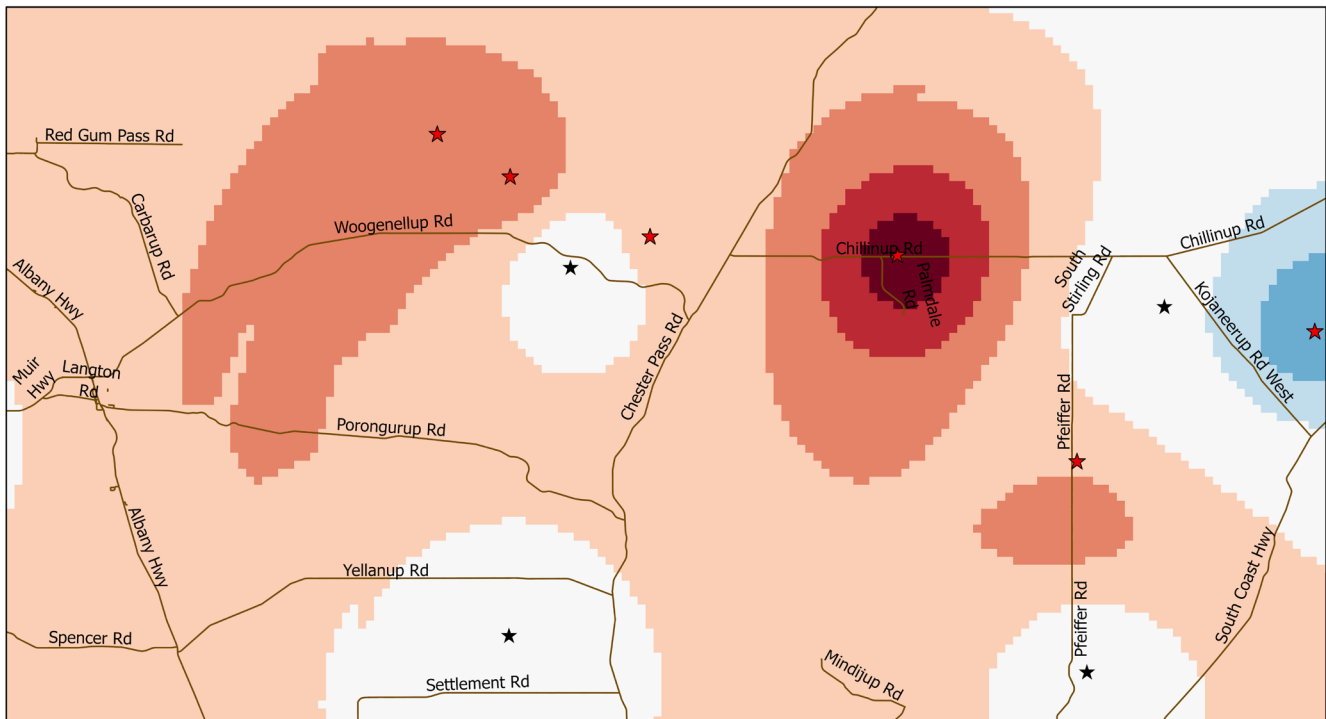 Red Gum Pass Rd
Carbarup Rd
Woogenellup Rd
Albany Hwy
Muir
Hwy
Langton
Rd
Porongurup Rd
Chester Pass Rd
Chillinup Rd
Palmdale
Rd
South
Stirling Rd
Chillinup Rd
Kojaneerup Rd West
Pfeiffer Rd
Albany Hwy
Yellanup Rd
Spencer Rd
Settlement Rd
Mindijup Rd
Pfeiffer Rd
South Coast Hwy